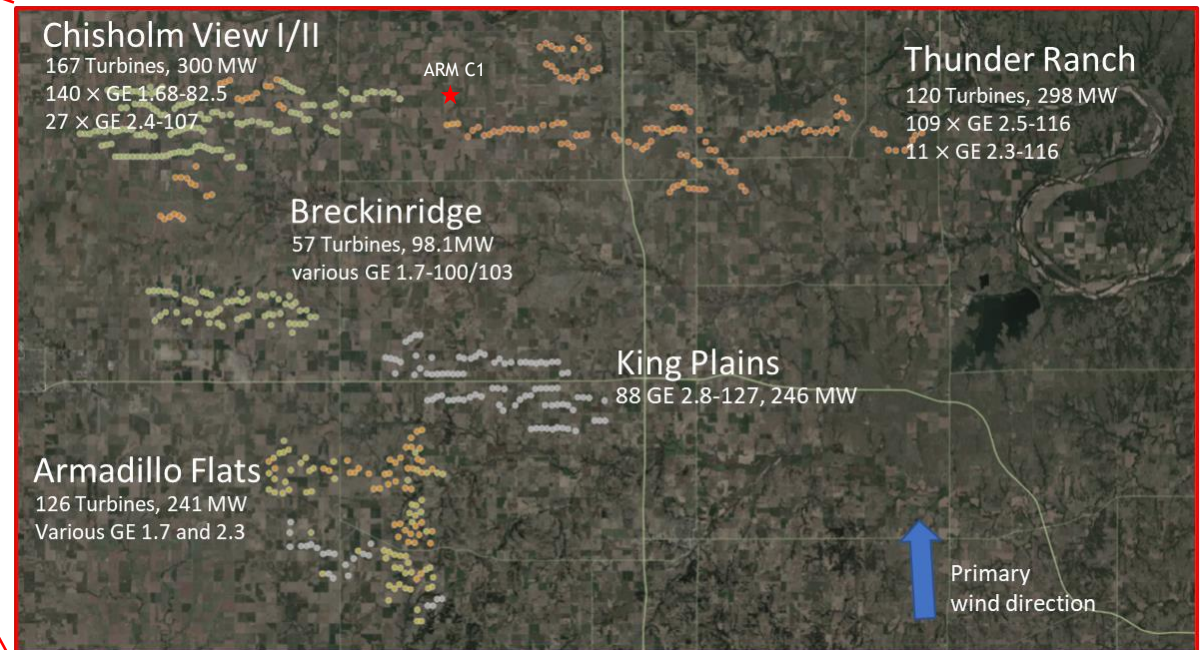 Chisholm View I/II
167 Turbines, 300 MW
140 × GE 1.68-82.5
27 × GE 2.4-107
ARM C1
Thunder Ranch
120 Turbines, 298 MW
109 × GE 2.5-116
11 × GE 2.3-116
Breckinridge
57 Turbines, 98.1MW
various GE 1.7-100/103
King Plains
88 GE 2.8-127, 246 MW
Armadillo Flats
126 Turbines, 241 MW
Various GE 1.7 and 2.3
Primary
wind direction